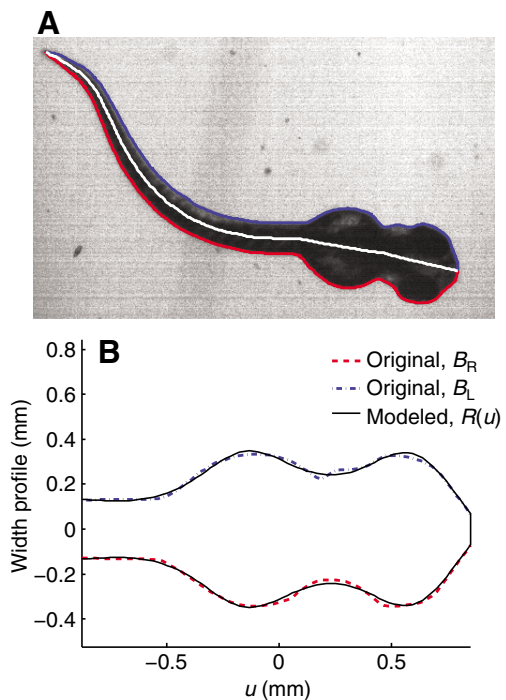 A
B
Original, B_R
Original, B_L
Modeled, R(u)
Width profile (mm)
0.8
0.6
0.4
0.2
0
−0.2
−0.4
−0.5
0
0.5
u (mm)